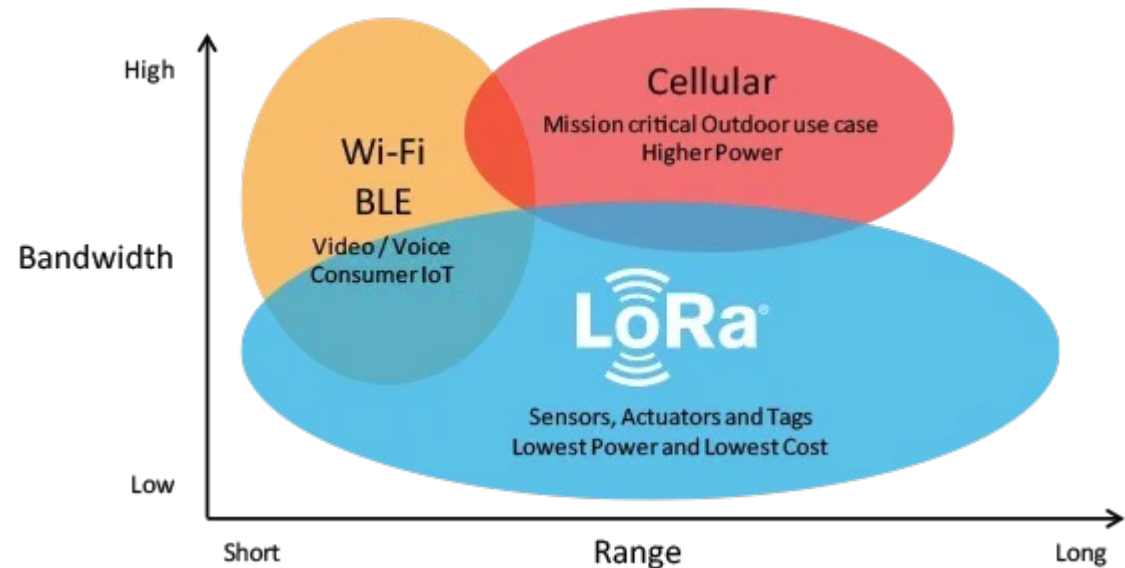 High
Cellular
Mission critical Outdoor use case
Higher Power
Wi-Fi
BLE
Video / Voice
Consumer IoT
Bandwidth
LoRa®
Sensors, Actuators and Tags
Lowest Power and Lowest Cost
Low
Short
Range
Long